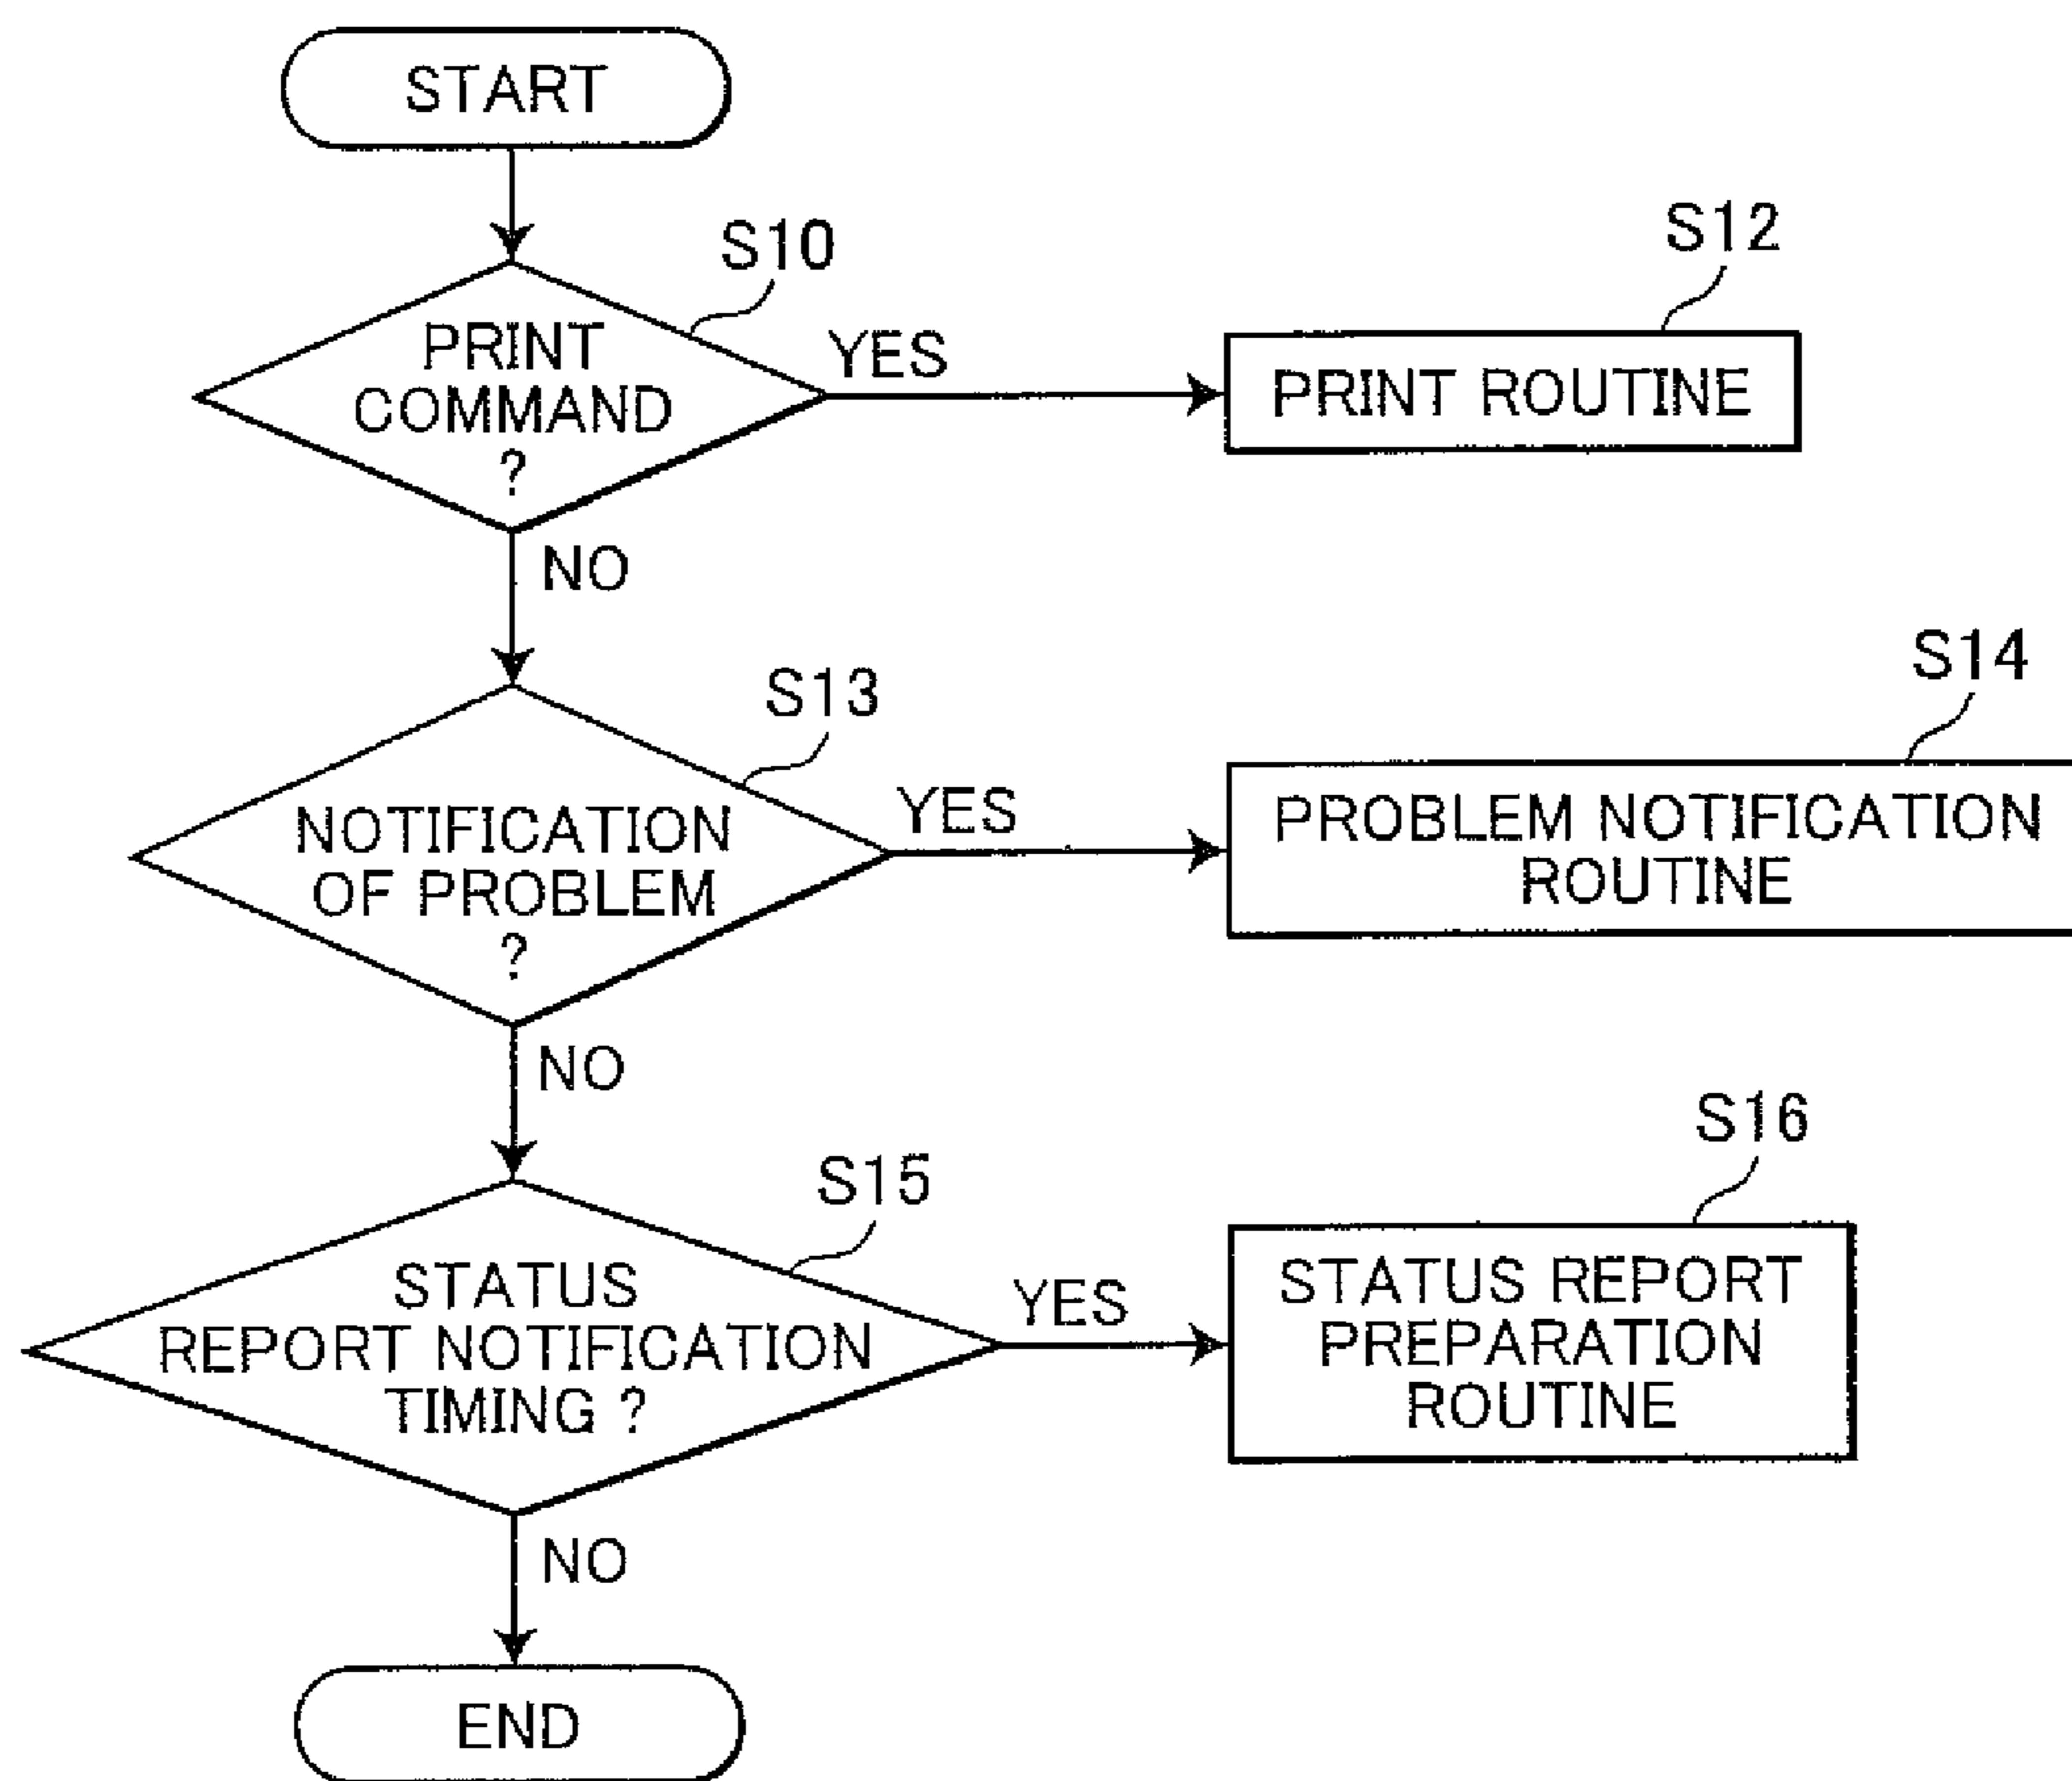 START
S10
S12
PRINT
COMMAND
?
YES
PRINT ROUTINE
NO
S13
S14
NOTIFICATION
OF PROBLEM
?
YES
PROBLEM NOTIFICATION
ROUTINE
NO
S15
S16
STATUS
REPORT NOTIFICATION
TIMING ?
YES
STATUS REPORT
PREPARATION
ROUTINE
NO
END